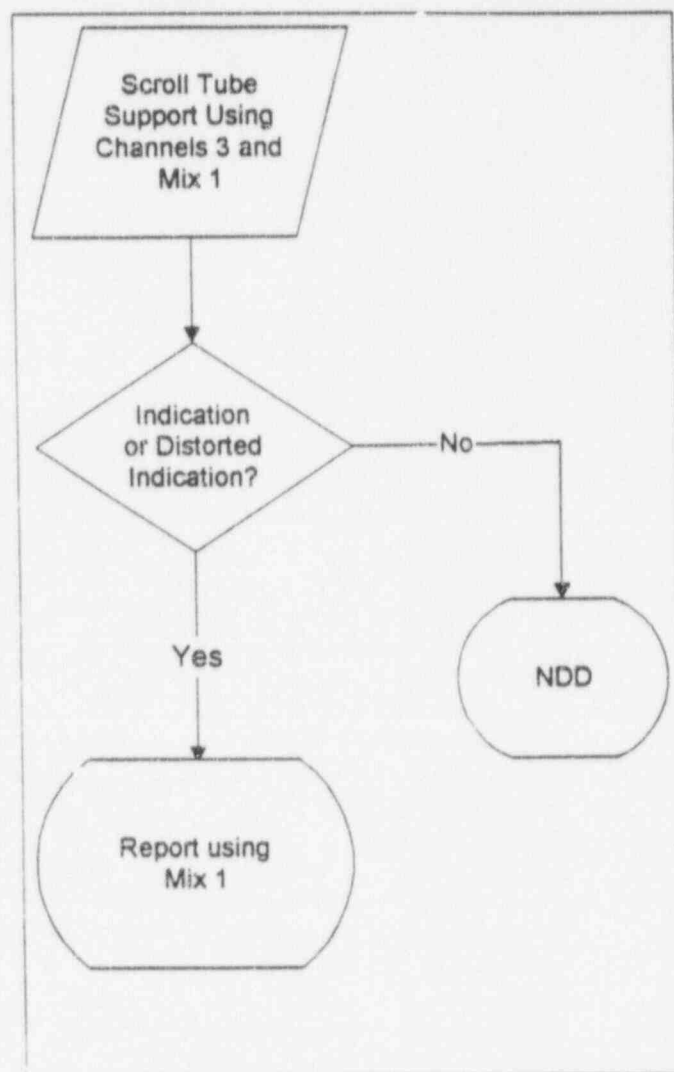 Scroll Tube
Support Using
Channels 3 and
Mix 1
Indication
or Distorted
Indication?
No
Yes
NDD
Report using
Mix 1